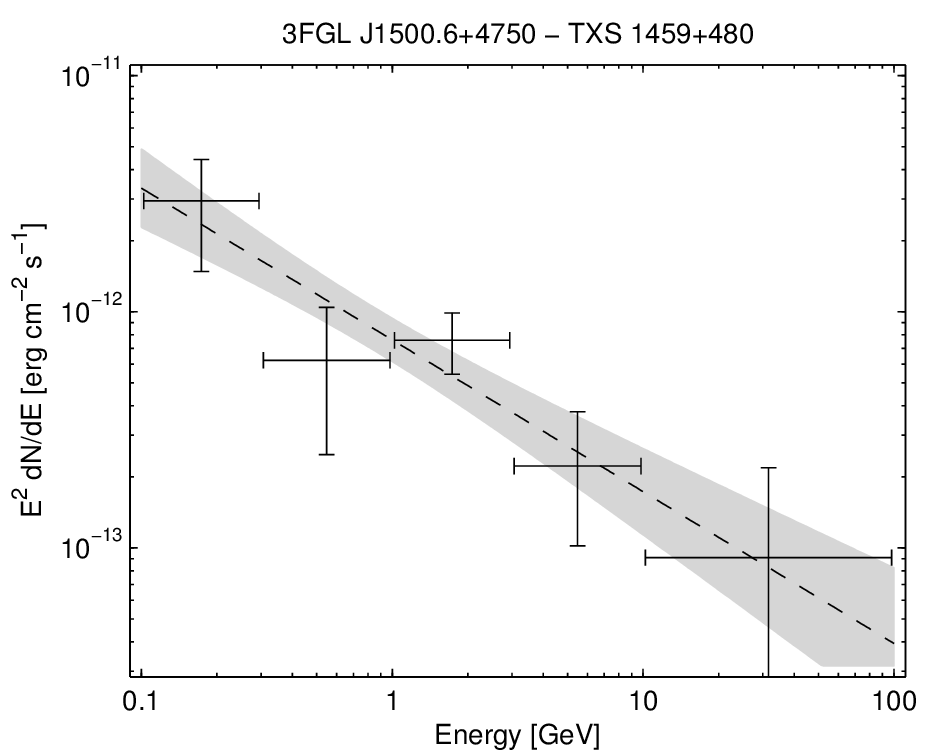 3FGL J1500.6+4750 − TXS 1459+480
10⁻¹¹
10⁻¹²
10⁻¹³
E² dN/dE [erg cm⁻² s⁻¹]
0.1 1 10 100
Energy [GeV]